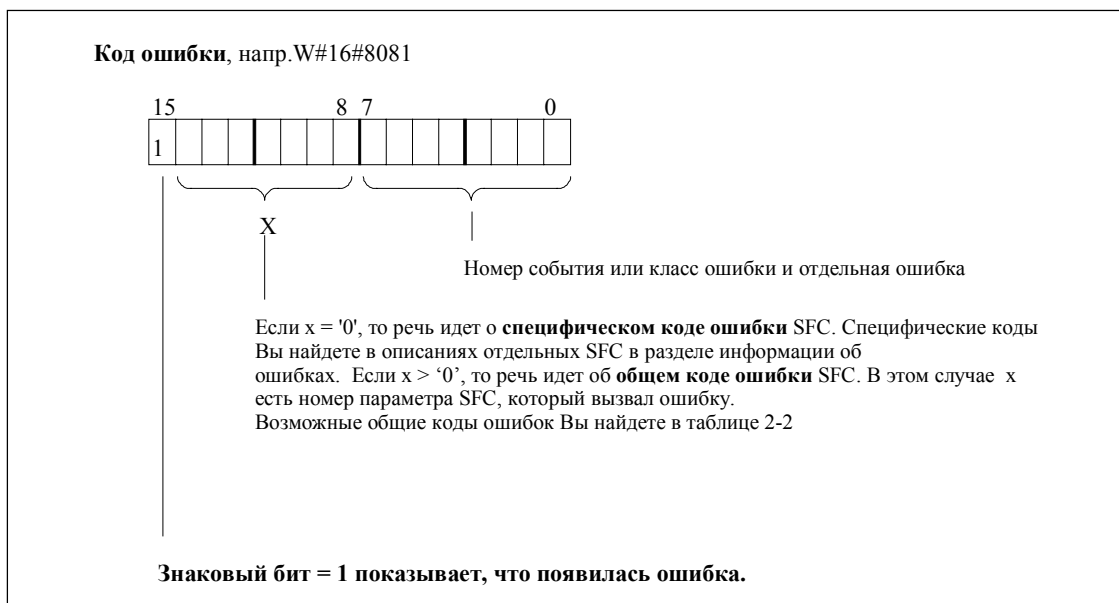 Код ошибки, напр.W#16#8081
15 8 7 0
1
X
Номер события или класс ошибки и отдельная ошибка
Если x = '0', то речь идет о специфическом коде ошибки SFC. Специфические коды
Вы найдете в описаниях отдельных SFC в разделе информации об
ошибках. Если x > ‘0’, то речь идет об общем коде ошибки SFC. В этом случае x
есть номер параметра SFC, который вызвал ошибку.
Возможные общие коды ошибок Вы найдете в таблице 2-2
Знаковый бит = 1 показывает, что появилась ошибка.